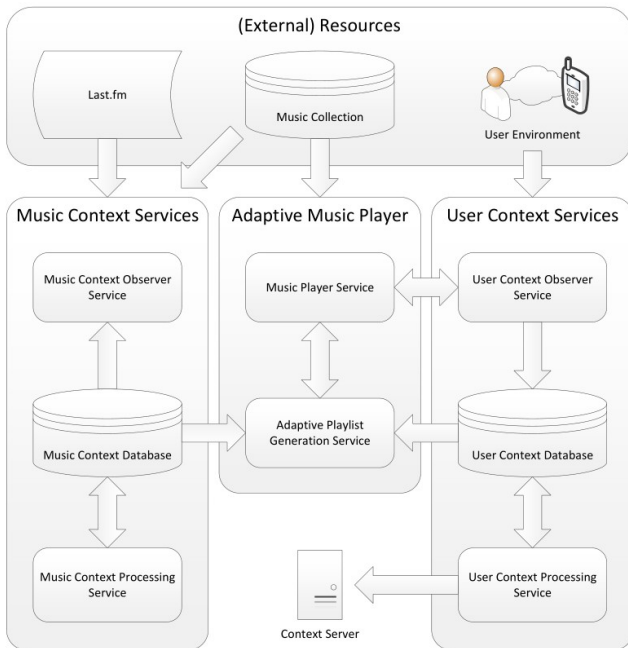 (External) Resources
Last.fm
Music Collection
User Environment
Music Context Services
Adaptive Music Player
User Context Services
Music Context Observer
Service
Music Player Service
User Context Observer
Service
Music Context Database
Adaptive Playlist
Generation Service
User Context Database
Music Context Processing
Service
User Context Processing
Service
Context Server